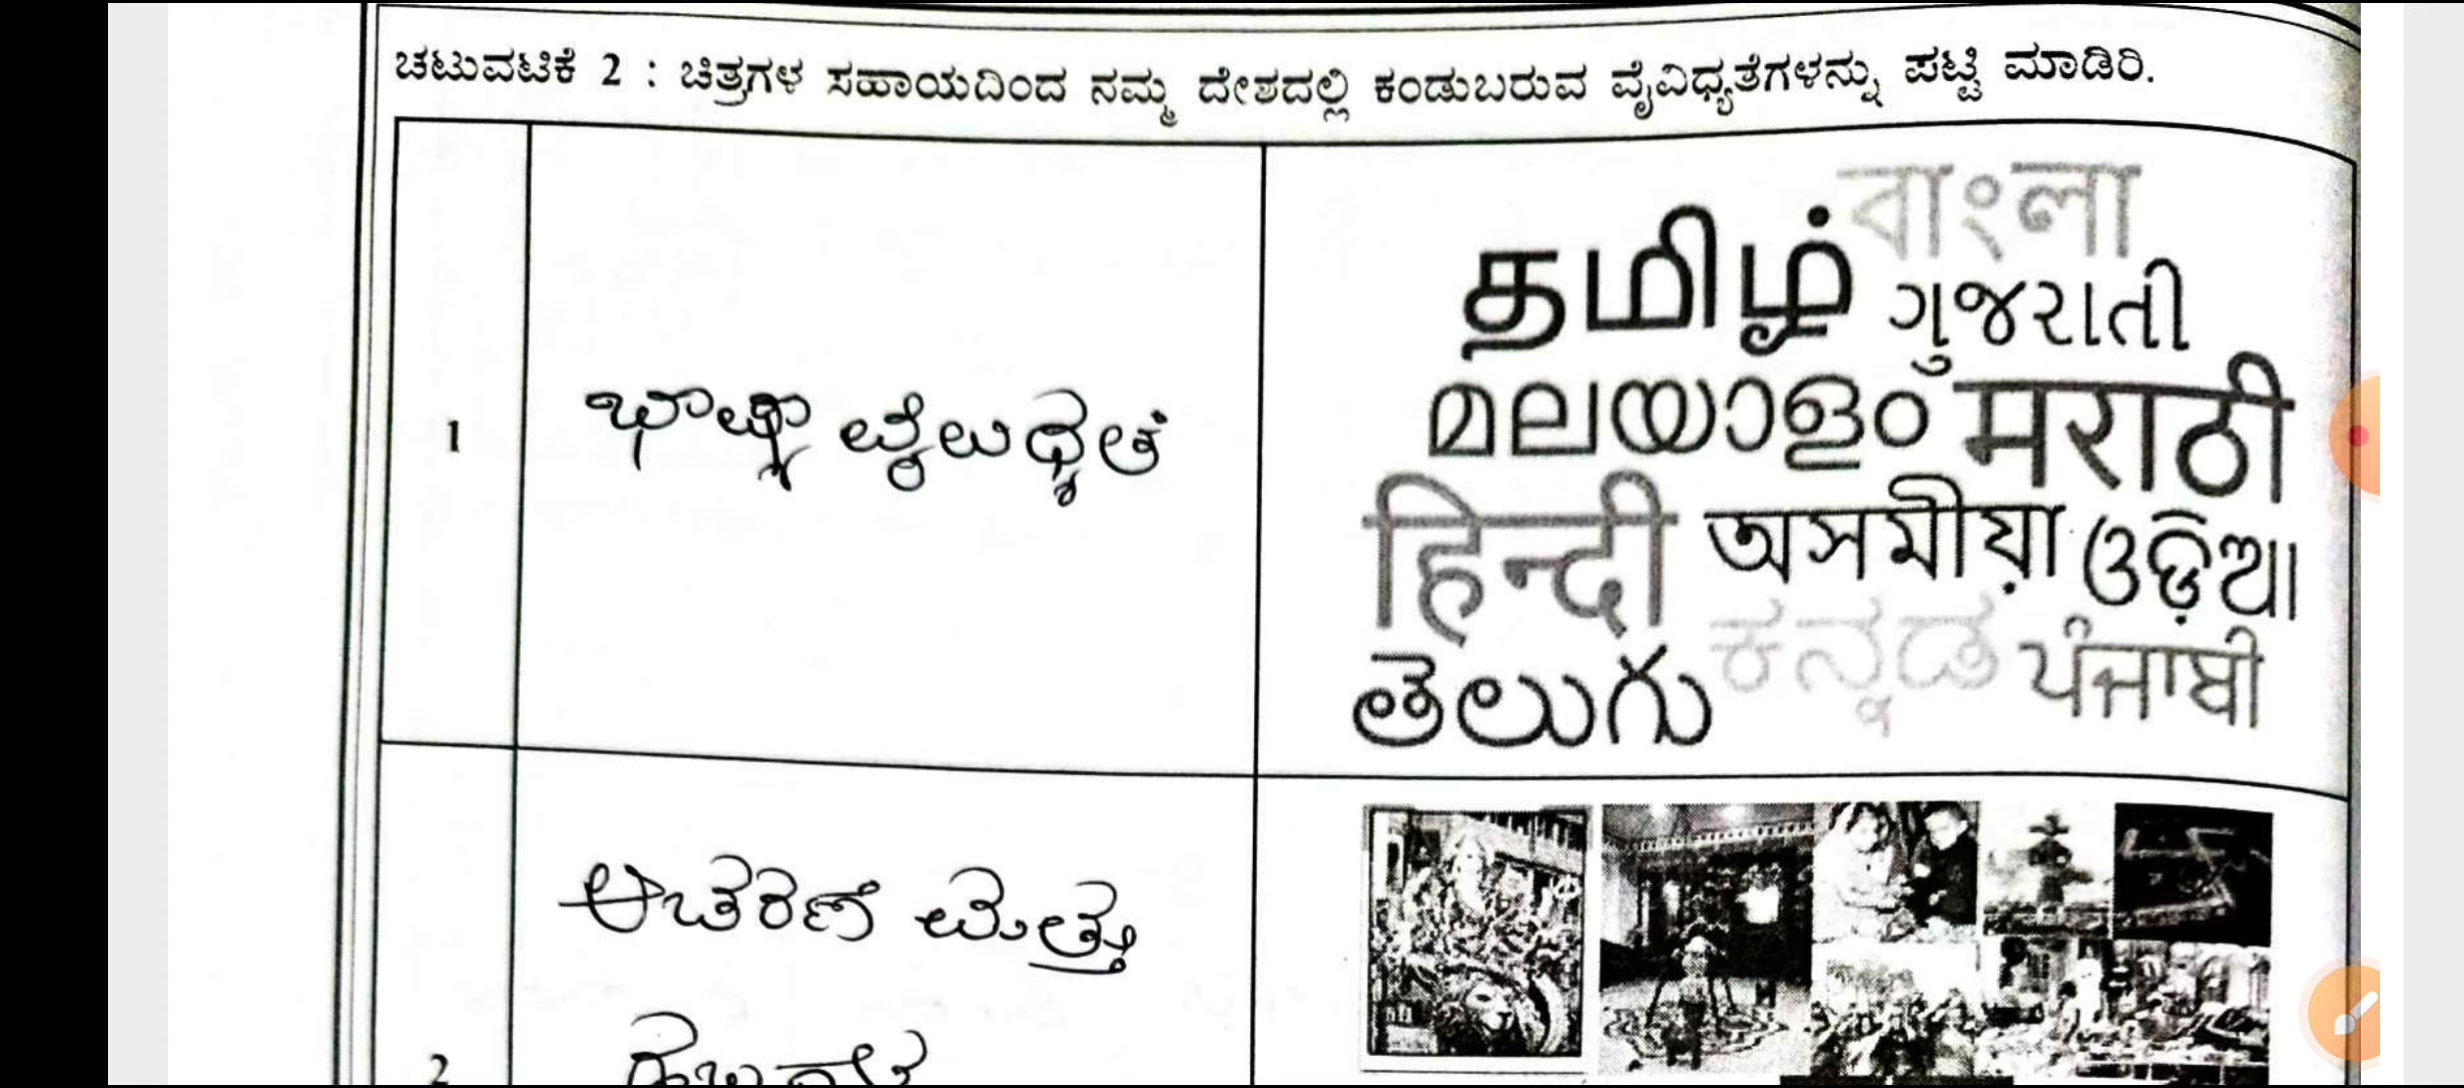 ಚಟುವಟಿಕೆ 2 : ಚಿತ್ರಗಳ ಸಹಾಯದಿಂದ ನಮ್ಮ ದೇಶದಲ್ಲಿ ಕಂಡುಬರುವ ವೈವಿಧ್ಯತೆಗಳನ್ನು ಪಟ್ಟಿ ಮಾಡಿರಿ.
1
ಭಾಷಾ ವೈವಿಧ್ಯತೆ
বাংলা
தமிழ் ગુજરાતી
മലയാളം मराठी
हिन्दी অসমীয়া ଓଡ଼ିଆ
తెలుగు ಕನ್ನಡ ਪੰਜਾਬੀ
2
ಆಚರಣೆ ಮತ್ತು